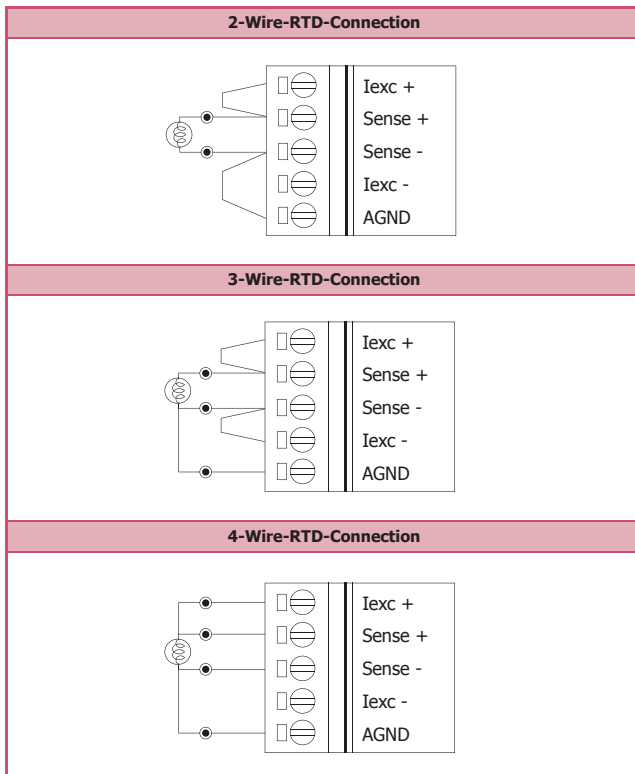 2-Wire-RTD-Connection
Iexc +
Sense +
Sense -
Iexc -
AGND
3-Wire-RTD-Connection
Iexc +
Sense +
Sense -
Iexc -
AGND
4-Wire-RTD-Connection
Iexc +
Sense +
Sense -
Iexc -
AGND